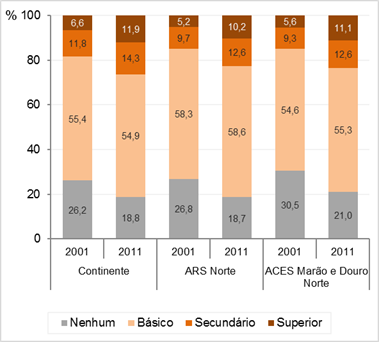 % 100
80
60
40
20
0
6,6 11,9 5,2 10,2 5,6 11,1
11,8 14,3 9,7 12,6 9,3 12,6
55,4 54,9 58,3 58,6 54,6 55,3
26,2 18,8 26,8 18,7 30,5 21,0
2001 2011 2001 2011 2001 2011
Continente ARS Norte ACES Marão e Douro
Norte
Nenhum Básico Secundário Superior